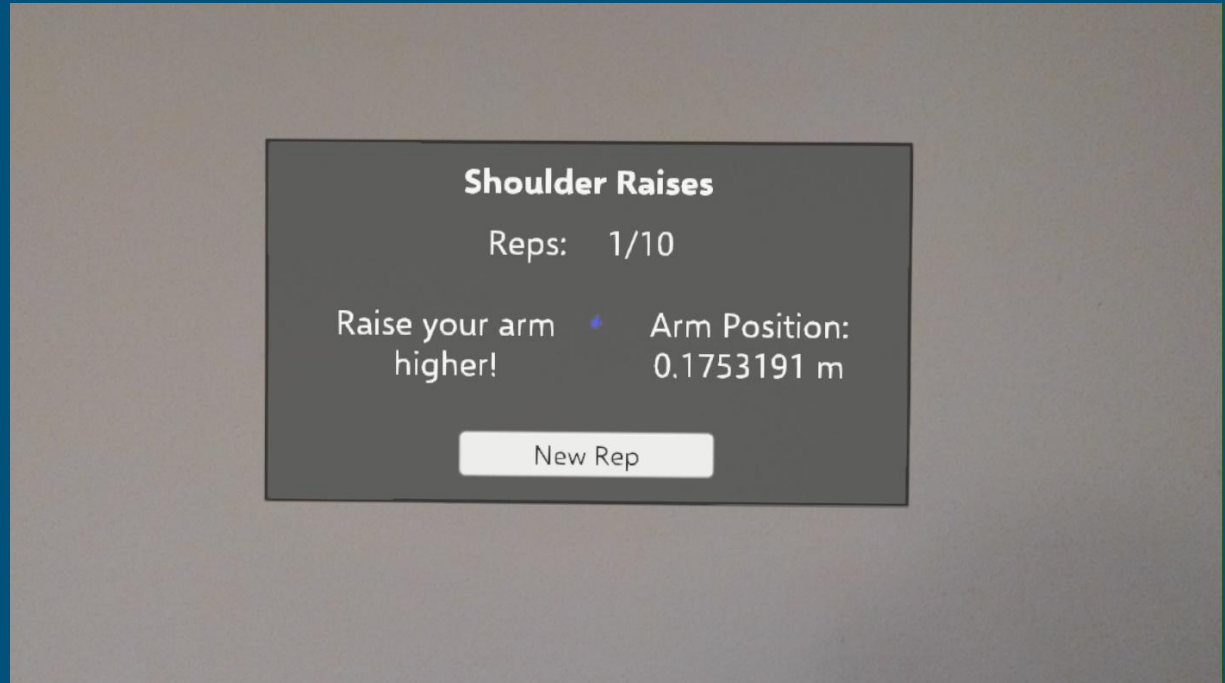 Shoulder Raises
Reps: 1/10
Raise your arm
higher!
Arm Position:
0.1753191 m
New Rep